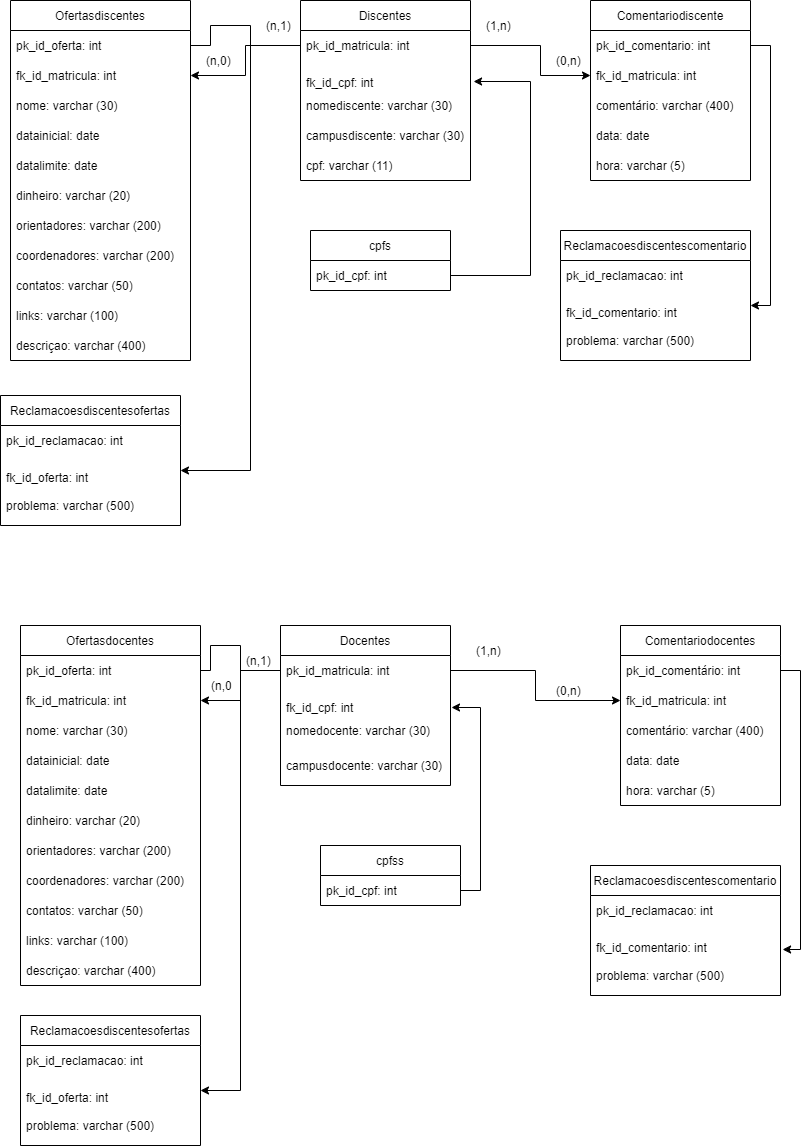 Ofertasdiscentes
pk_id_oferta: int
fk_id_matricula: int
nome: varchar (30)
datainicial: date
datalimite: date
dinheiro: varchar (20)
orientadores: varchar (200)
coordenadores: varchar (200)
contatos: varchar (50)
links: varchar (100)
descriçao: varchar (400)
(n,1)
(n,0)
Discentes
pk_id_matricula: int
fk_id_cpf: int
nomediscente: varchar (30)
campusdiscente: varchar (30)
cpf: varchar (11)
(1,n)
(0,n)
Comentariodiscente
pk_id_comentario: int
fk_id_matricula: int
comentário: varchar (400)
data: date
hora: varchar (5)
cpfs
pk_id_cpf: int
Reclamacoesdiscentescomentario
pk_id_reclamacao: int
fk_id_comentario: int
problema: varchar (500)
Reclamacoesdiscentesofertas
pk_id_reclamacao: int
fk_id_oferta: int
problema: varchar (500)
Ofertasdocentes
pk_id_oferta: int
fk_id_matricula: int
nome: varchar (30)
datainicial: date
datalimite: date
dinheiro: varchar (20)
orientadores: varchar (200)
coordenadores: varchar (200)
contatos: varchar (50)
links: varchar (100)
descriçao: varchar (400)
(n,1)
(n,0
Docentes
pk_id_matricula: int
fk_id_cpf: int
nomedocente: varchar (30)
campusdocente: varchar (30)
(1,n)
(0,n)
Comentariodocentes
pk_id_comentário: int
fk_id_matricula: int
comentário: varchar (400)
data: date
hora: varchar (5)
cpfss
pk_id_cpf: int
Reclamacoesdiscentescomentario
pk_id_reclamacao: int
fk_id_comentario: int
problema: varchar (500)
Reclamacoesdiscentesofertas
pk_id_reclamacao: int
fk_id_oferta: int
problema: varchar (500)